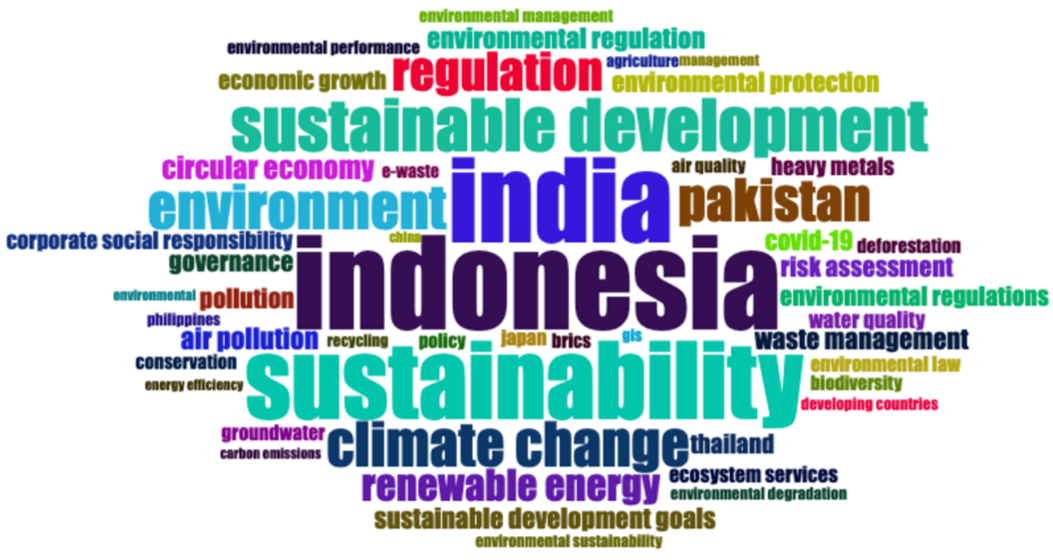 environmental management
environmental performance
environmental regulation
economic growth
regulation
agriculture
management
environmental protection
sustainable development
circular economy
e-waste
india
air quality
heavy metals
environment
pakistan
corporate social responsibility
china
covid-19
deforestation
governance
indonesia
risk assessment
environmental
pollution
environmental regulations
philippines
water quality
air pollution
recycling
policy
japan
brics
gis
waste management
conservation
sustainability
environmental law
energy efficiency
biodiversity
developing countries
groundwater
climate change
thailand
carbon emissions
renewable energy
ecosystem services
environmental degradation
sustainable development goals
environmental sustainability